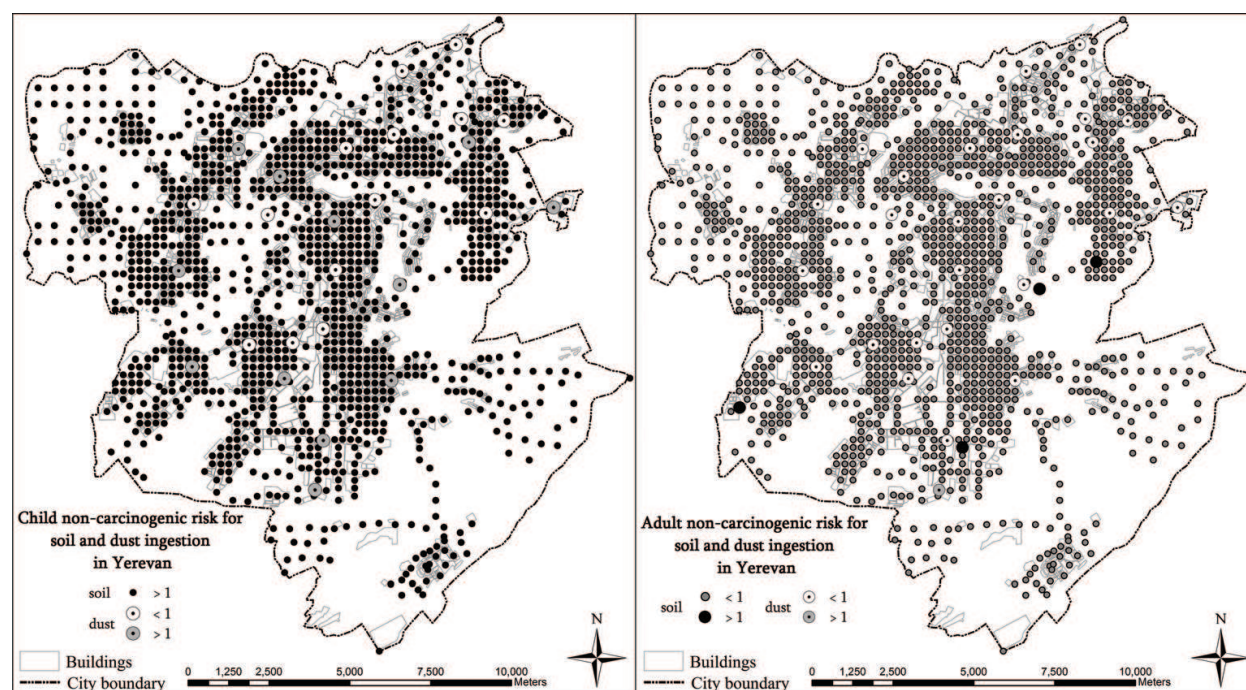 Child non-carcinogenic risk for
soil and dust ingestion
in Yerevan
soil > 1
dust < 1
> 1
Buildings
City boundary
0 1,250 2,500 5,000 7,500 10,000
Meters
N
Adult non-carcinogenic risk for
soil and dust ingestion
in Yerevan
soil < 1 dust < 1
> 1 > 1
Buildings
City boundary
0 1,250 2,500 5,000 7,500 10,000
Meters
N